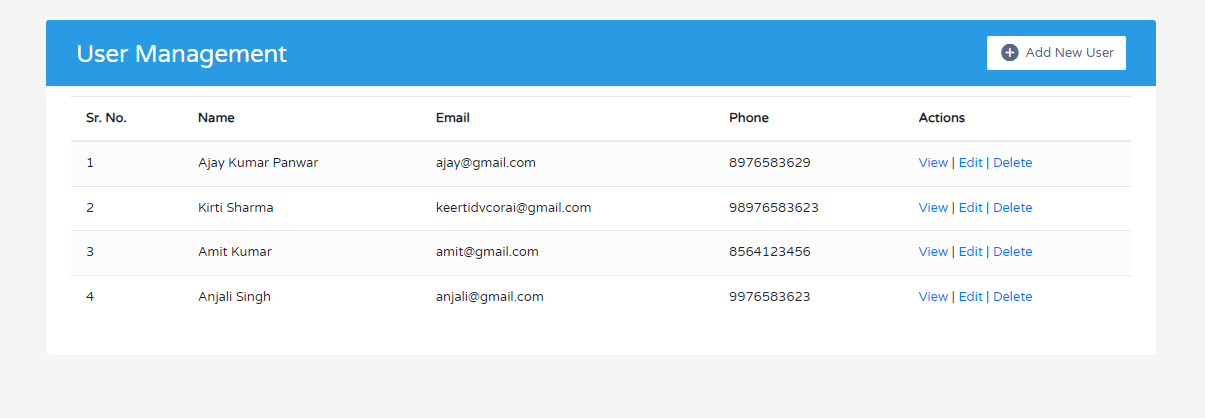 User Management
Add New User
Sr. No. Name Email Phone Actions
1 Ajay Kumar Panwar ajay@gmail.com 8976583629 View | Edit | Delete
2 Kirti Sharma keertidvcorai@gmail.com 98976583623 View | Edit | Delete
3 Amit Kumar amit@gmail.com 8564123456 View | Edit | Delete
4 Anjali Singh anjali@gmail.com 9976583623 View | Edit | Delete